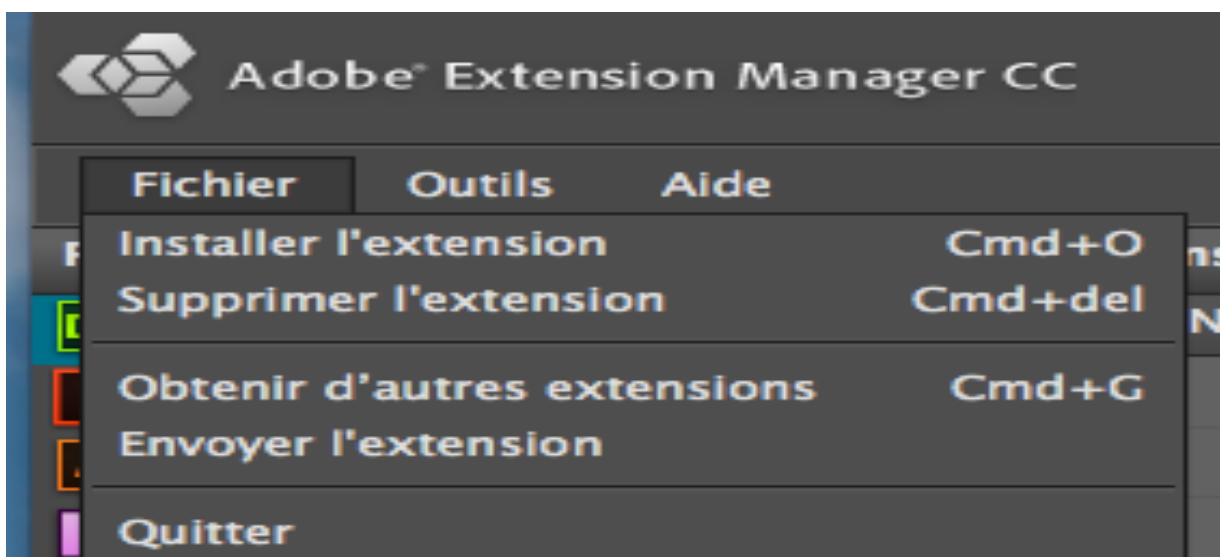 Adobe® Extension Manager CC
Fichier Outils Aide
Installer l'extension Cmd+O
Supprimer l'extension Cmd+del
Obtenir d'autres extensions Cmd+G
Envoyer l'extension
Quitter